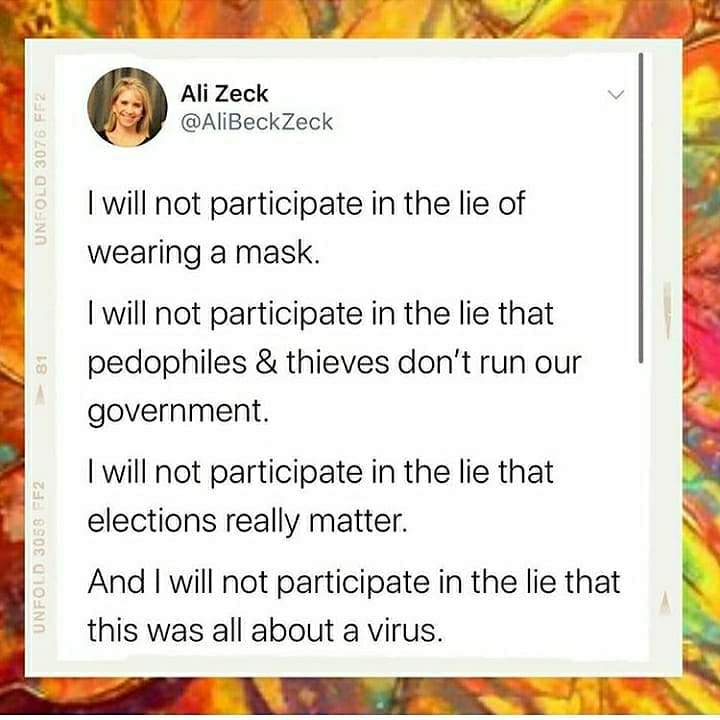 Ali Zeck
@AliBeckZeck
I will not participate in the lie of
wearing a mask.
I will not participate in the lie that
pedophiles & thieves don't run our
government.
I will not participate in the lie that
elections really matter.
And I will not participate in the lie that
this was all about a virus.
UNFOLD 3076 FF2
81
UNFOLD 3058 FF2